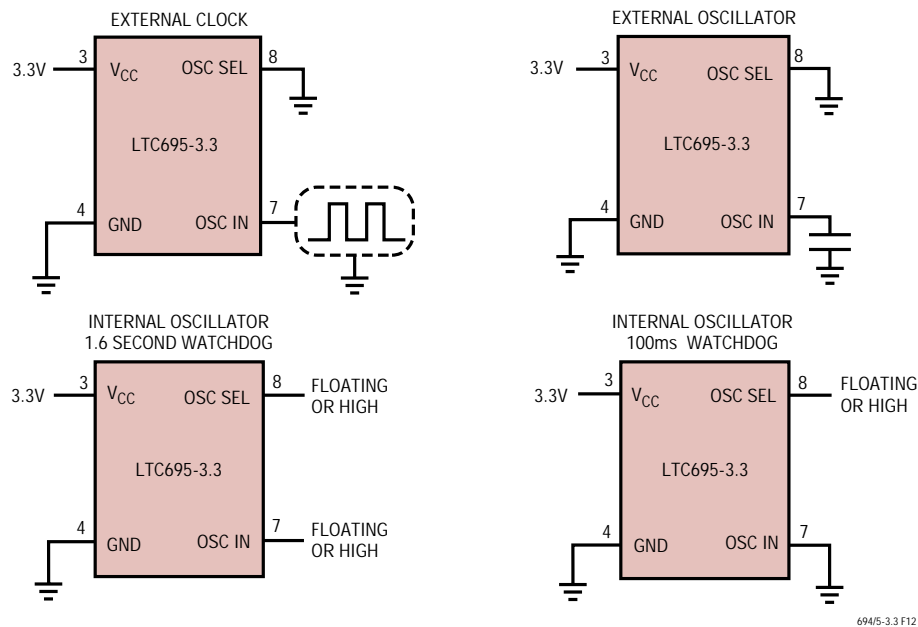 EXTERNAL CLOCK
3.3V
3
VCC
OSC SEL
8
LTC695-3.3
4
GND
OSC IN
7
EXTERNAL OSCILLATOR
3.3V
3
VCC
OSC SEL
8
LTC695-3.3
4
GND
OSC IN
7
INTERNAL OSCILLATOR
1.6 SECOND WATCHDOG
3.3V
3
VCC
OSC SEL
8
FLOATING
OR HIGH
LTC695-3.3
4
GND
OSC IN
7
FLOATING
OR HIGH
INTERNAL OSCILLATOR
100ms WATCHDOG
3.3V
3
VCC
OSC SEL
8
FLOATING
OR HIGH
LTC695-3.3
4
GND
OSC IN
7
694/5-3.3 F12